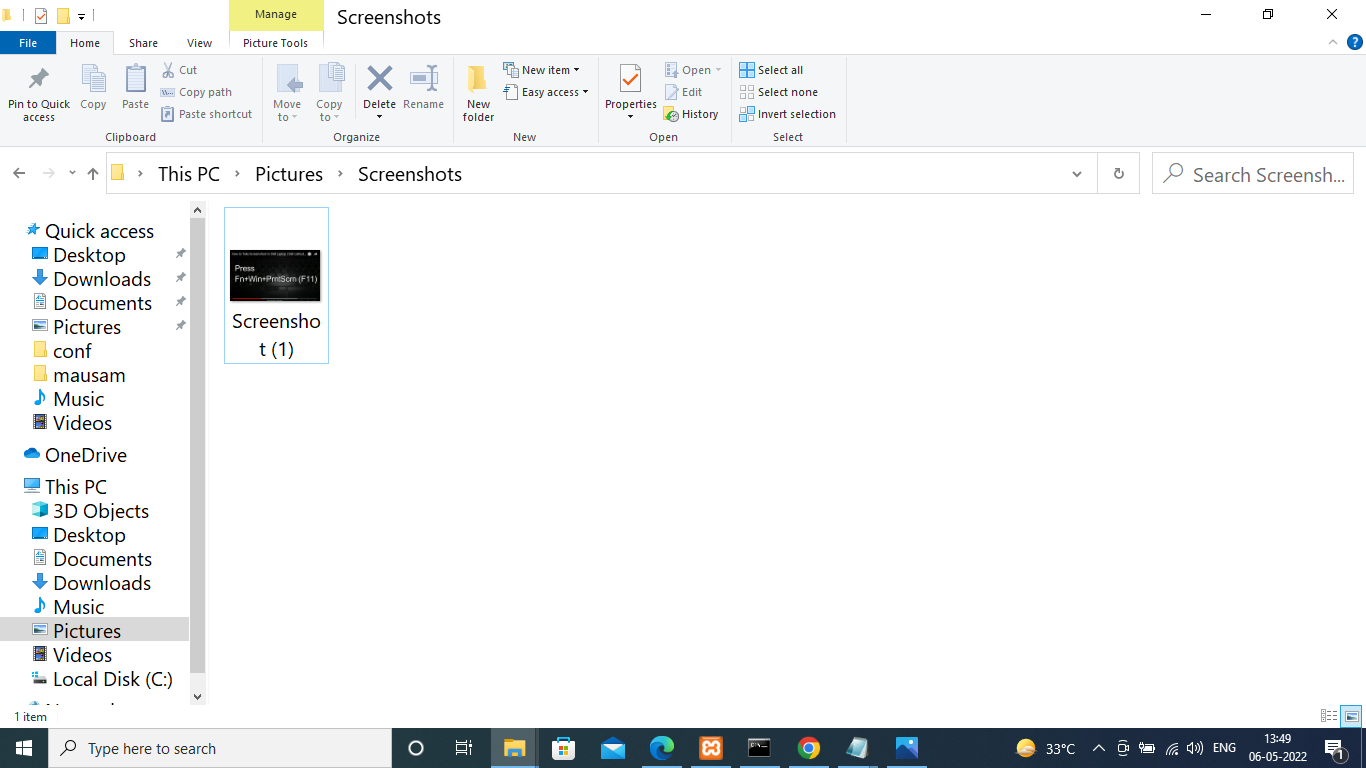 Manage
Screenshots
File
Home
Share
View
Picture Tools
Pin to Quick
access
Copy
Paste
Cut
Copy path
Paste shortcut
Clipboard
Move
to
Copy
to
Delete
Rename
Organize
New
folder
New item
Easy access
New
Properties
Open
Edit
History
Open
Select all
Select none
Invert selection
Select
This PC
Pictures
Screenshots
Search Screensh...
Quick access
Desktop
Downloads
Documents
Pictures
conf
mausam
Music
Videos
OneDrive
This PC
3D Objects
Desktop
Documents
Downloads
Music
Pictures
Videos
Local Disk (C:)
Press
Fn+Win+PrntScrn (F11)
Screensho
t (1)
1 item
Type here to search
33°C
ENG
13:49
06-05-2022
1